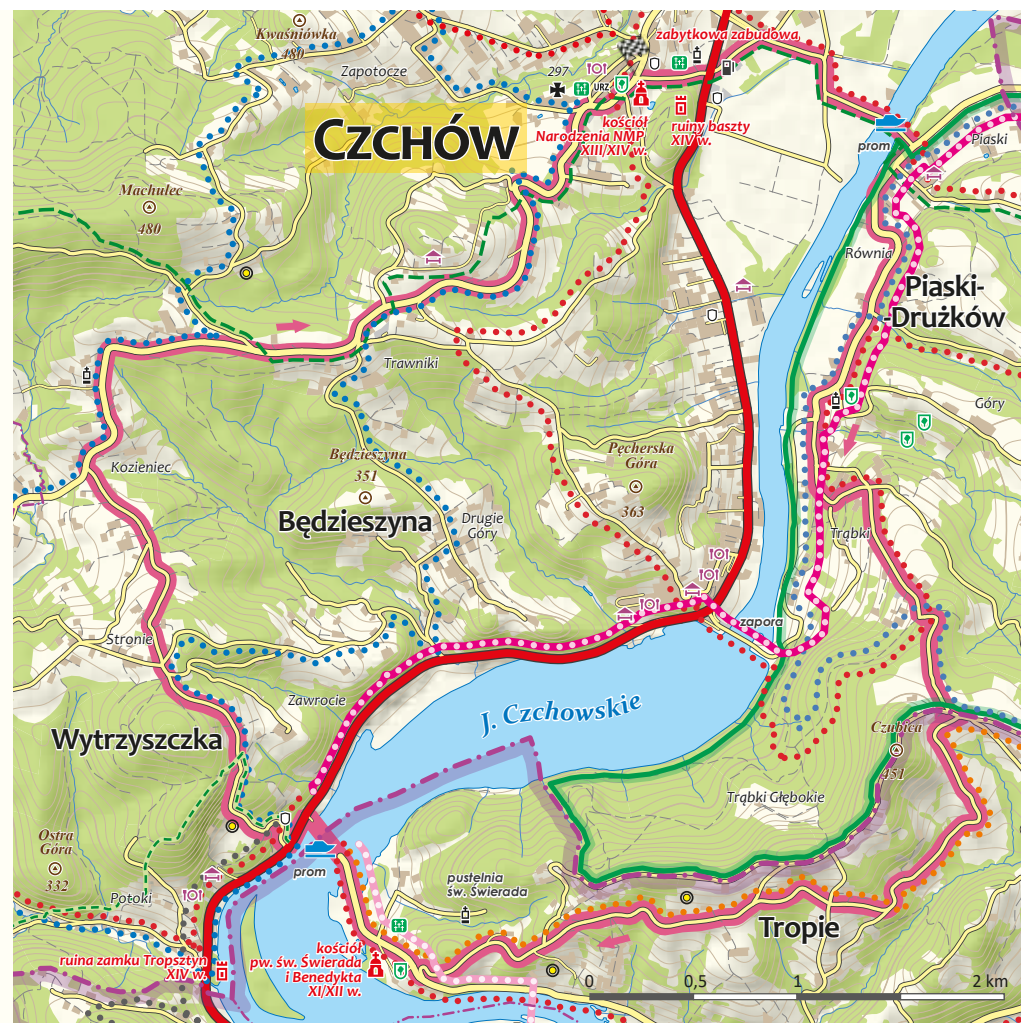 Kwaśniówka
480
zabytkowa zabudowa
Zapotocze
297
URZ
CZCHÓW
kościół
Narodzenia NMP
XIII/XIV w.
ruiny baszty
XIV w.
prom
Piaski
Machulec
480
Równia
Piaski-
-Drużków
Trawniki
Góry
Kozieniec
Będzieszyna
351
Pęcherska
Góra
363
Będzieszyna
Drugie
Góry
Trąbki
zapora
Stronie
Zawrocie
J. Czchowskie
Wytrzyszczka
Czubica
451
Trąbki Głębokie
Ostra
Góra
332
prom
pustelnia
św. Świerada
Potoki
Tropie
ruina zamku Tropsztyn
XIV w.
kościół
pw. św. Świerada
i Benedykta
XI/XII w.
0 0,5 1 2 km